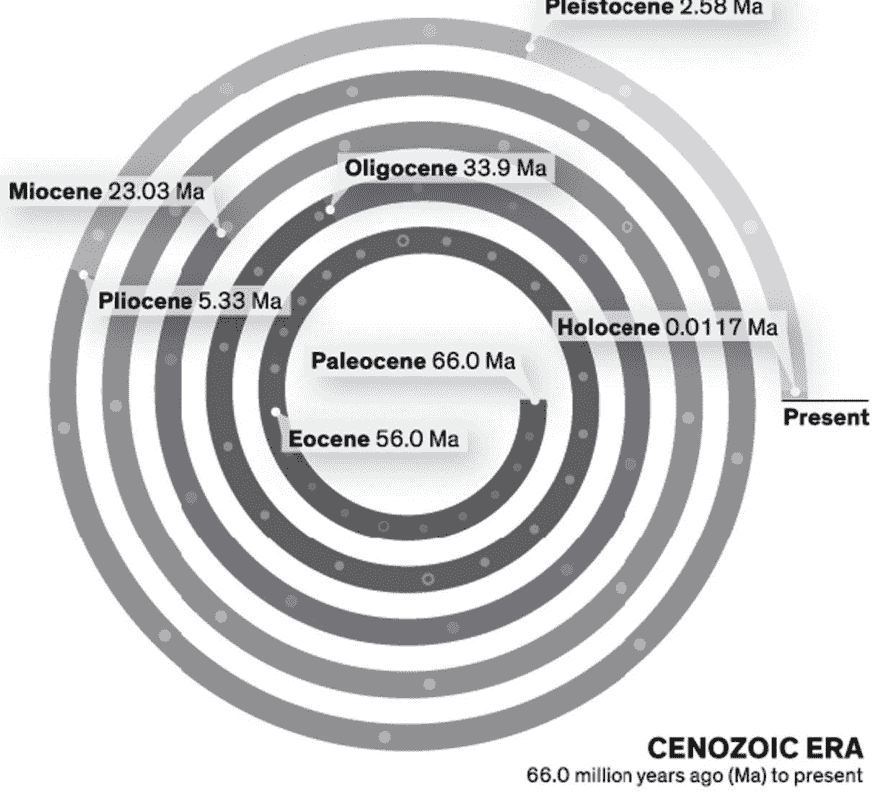 Pleistocene 2.58 Ma
Oligocene 33.9 Ma
Miocene 23.03 Ma
Pliocene 5.33 Ma
Holocene 0.0117 Ma
Paleocene 66.0 Ma
Present
Eocene 56.0 Ma
CENOZOIC ERA
66.0 million years ago (Ma) to present